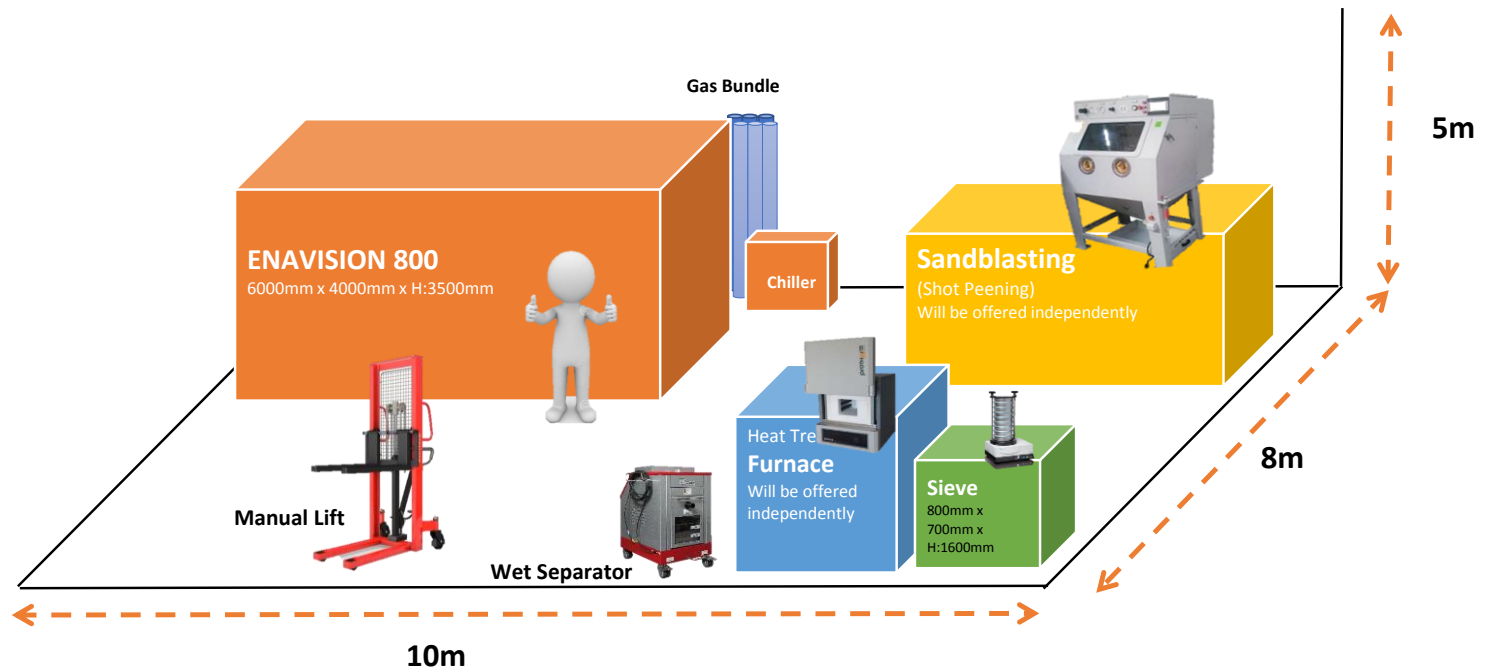 Gas Bundle
5m
ENAVISION 800
6000mm x 4000mm x H:3500mm
Chiller
Sandblasting
(Shot Peening)
Will be offered independently
8m
Heat Tre
Furnace
Will be offered
independently
Sieve
800mm x
700mm x
H:1600mm
Manual Lift
Wet Separator
10m